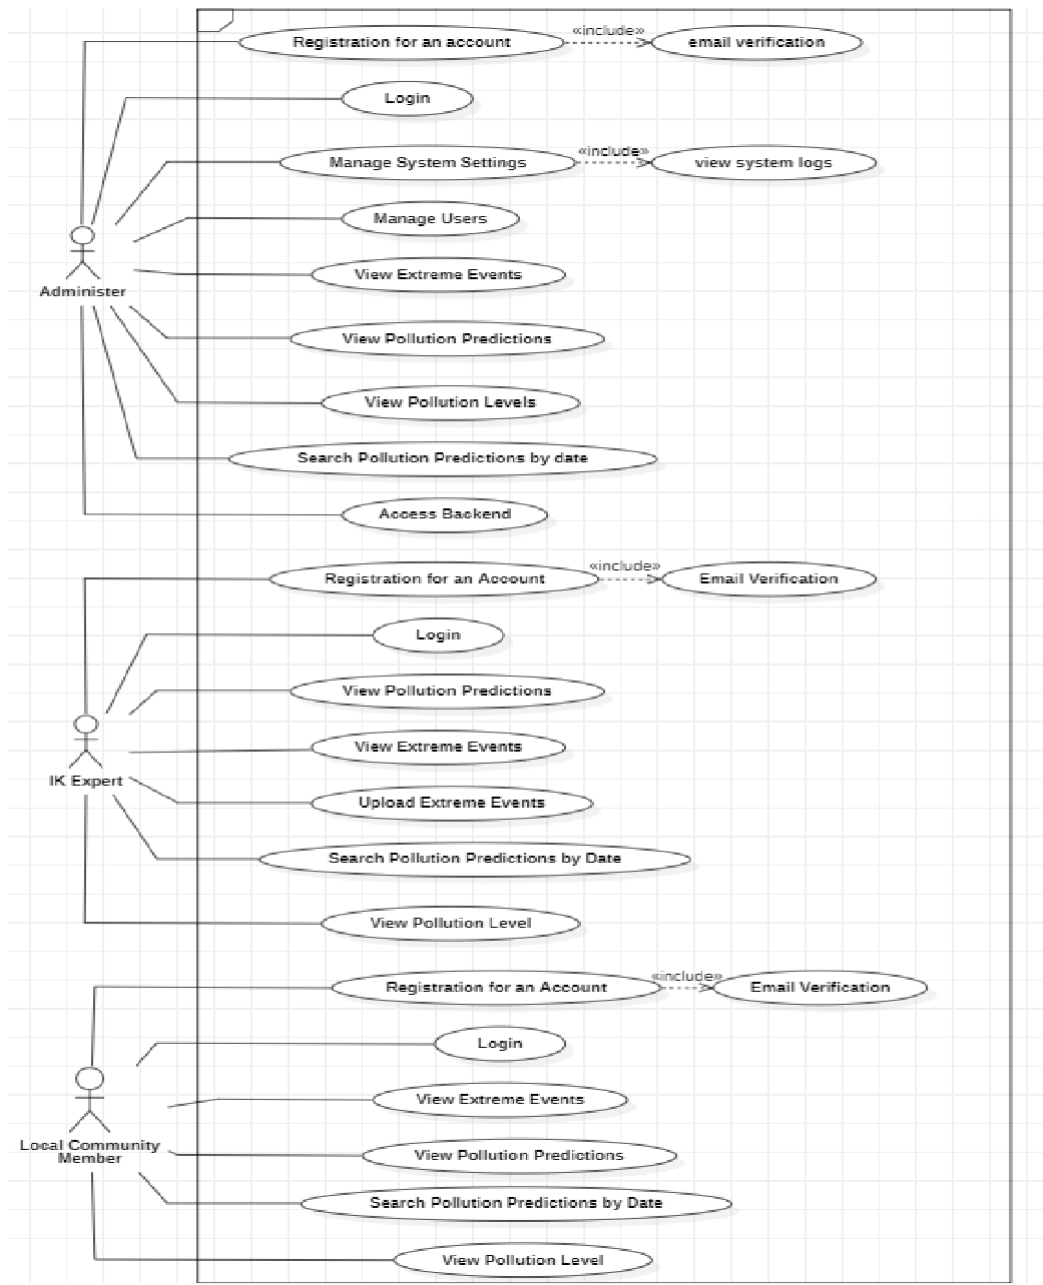 Registration for an account
«include»
email verification
Login
Manage System Settings
«include»
view system logs
Manage Users
View Extreme Events
Administer
View Pollution Predictions
View Pollution Levels
Search Pollution Predictions by date
Access Backend
Registration for an Account
«include»
Email Verification
Login
View Pollution Predictions
View Extreme Events
IK Expert
Upload Extreme Events
Search Pollution Predictions by Date
View Pollution Level
Registration for an Account
«include»
Email Verification
Login
View Extreme Events
Local Community
Member
View Pollution Predictions
Search Pollution Predictions by Date
View Pollution Level